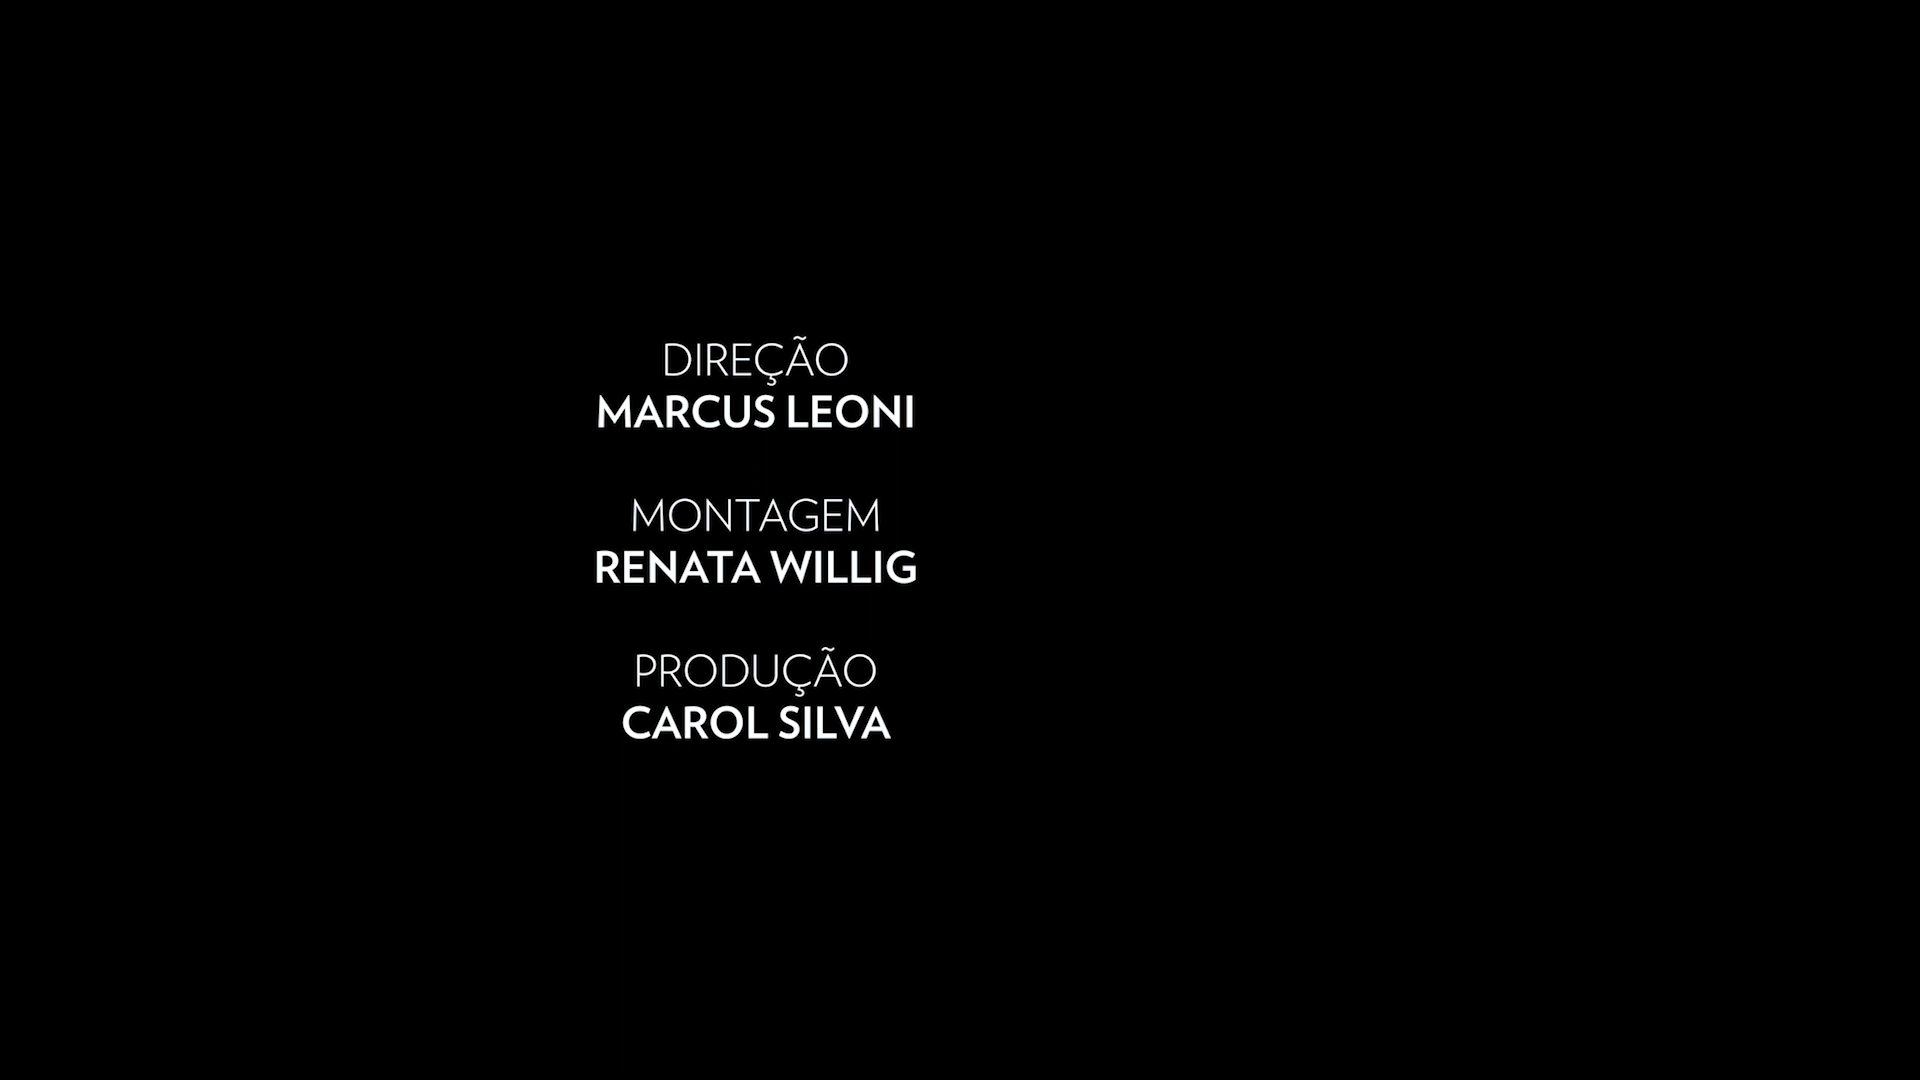 DIREÇÃO
MARCUS LEONI
MONTAGEM
RENATA WILLIG
PRODUÇÃO
CAROL SILVA